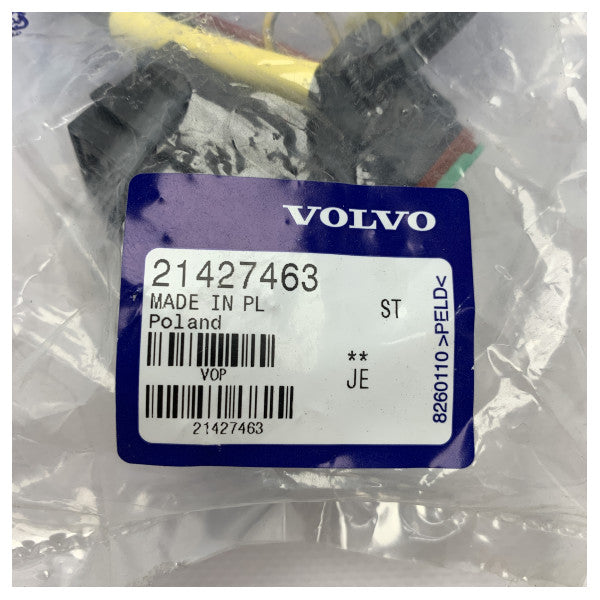 VOLVO
21427463
MADE IN PL
ST
Poland
**
VOP
JE
21427463
8260110 >PELD<